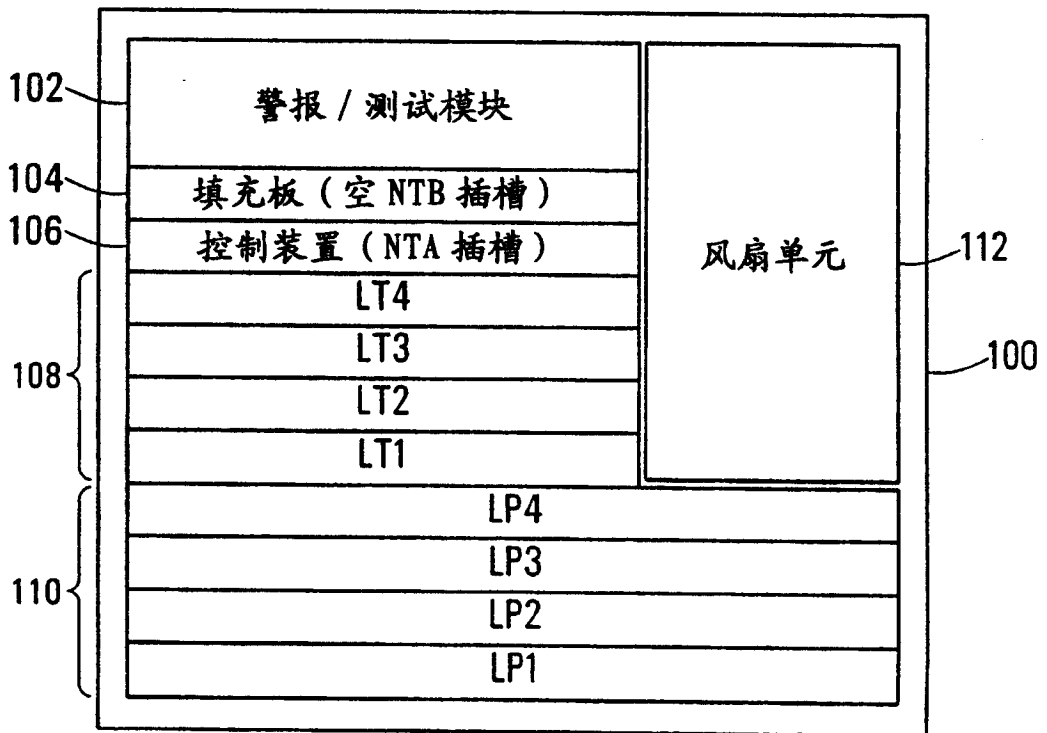 102
警报 / 测试模块
104
填充板 ( 空 NTB 插槽 )
106
控制装置 ( NTA 插槽 )
风扇单元
112
LT4
LT3
100
108
LT2
LT1
LP4
LP3
110
LP2
LP1